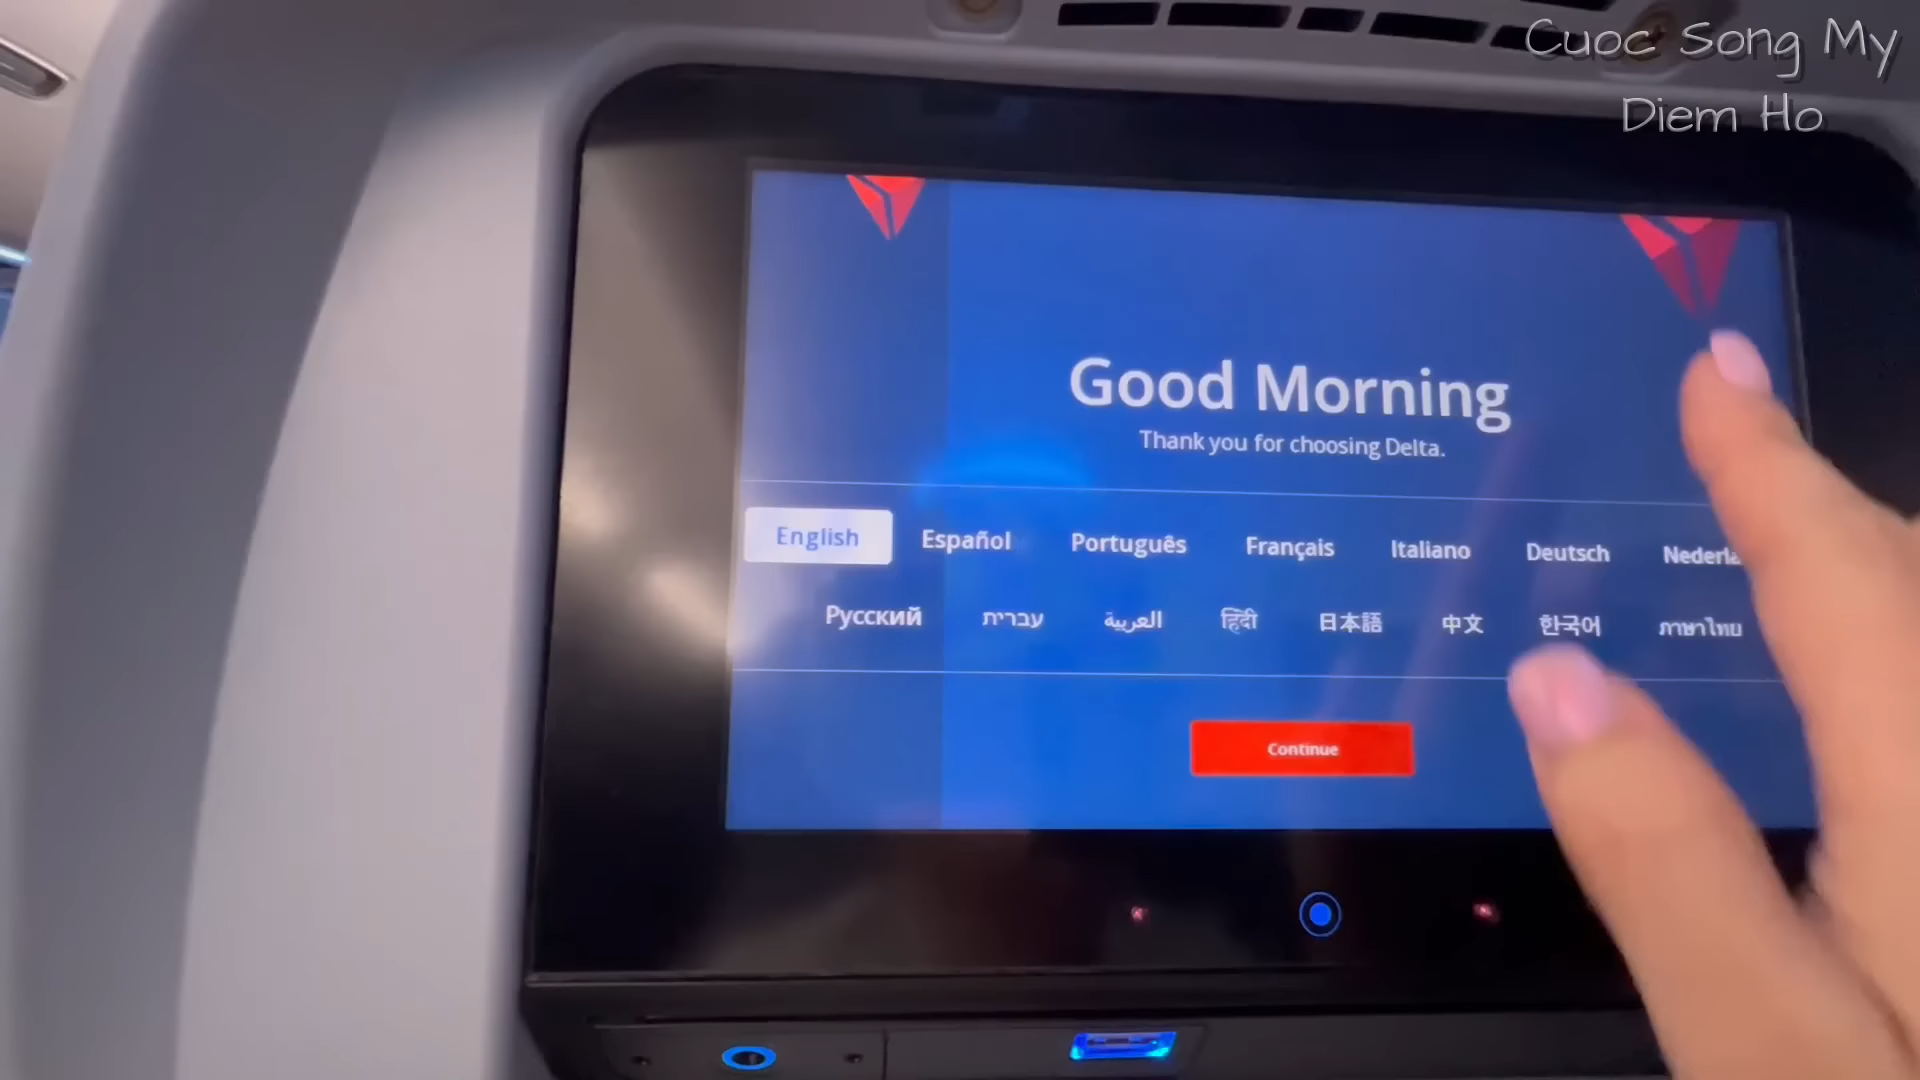 Cuoc Song My
Diem Ho
Good Morning
Thank you for choosing Delta.
English Español Português Français Italiano Deutsch
Русский עברית العربية हिंदी 日本語 中文 한국어 ภาษาไทย
Continue